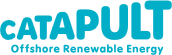 CATAPULT
Offshore Renewable Energy